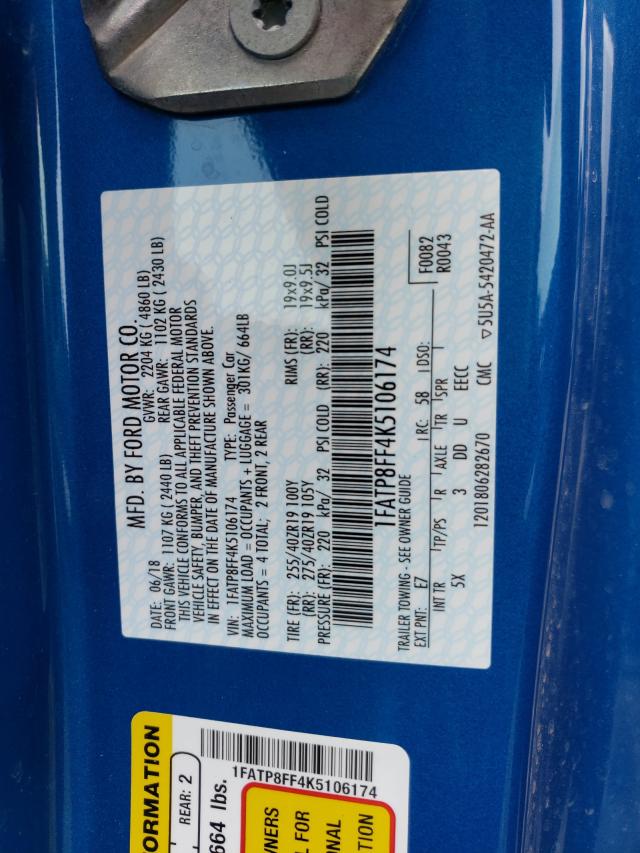 MFD. BY FORD MOTOR CO.
DATE: 06/18 GVWR: 2204 KG ( 4860 LB)
FRONT GAWR: 1107 KG ( 2440 LB) REAR GAWR: 1102 KG ( 2430 LB)
THIS VEHICLE CONFORMS TO ALL APPLICABLE FEDERAL MOTOR
VEHICLE SAFETY, BUMPER, AND THEFT PREVENTION STANDARDS
IN EFFECT ON THE DATE OF MANUFACTURE SHOWN ABOVE.
VIN: 1FATP8FF4K5106174 TYPE: Passenger Car
MAXIMUM LOAD = OCCUPANTS + LUGGAGE = 301KG/ 664LB
OCCUPANTS = 4 TOTAL; 2 FRONT, 2 REAR
TIRE (FR): 255/40ZR19 100Y RIMS (FR): 19x9.0J
(RR): 275/40ZR19 105Y (RR): 19x9.5J
PRESSURE (FR): 220 kPa/ 32 PSI COLD (RR): 220 kPa/ 32 PSI COLD
1FATP8FF4K5106174
TRAILER TOWING - SEE OWNER GUIDE F0082
EXT PNT: E7 RC: 58 DSO: R0043
INT TR TP/PS R AXLE TR SPR
5X 3 DD U EECC
1201806282670 CMC ▽5U5A-5420472-AA
ORMATION
REAR: 2
664 lbs.
1FATP8FF4K5106174
WNERS
L FOR
ONAL
TION